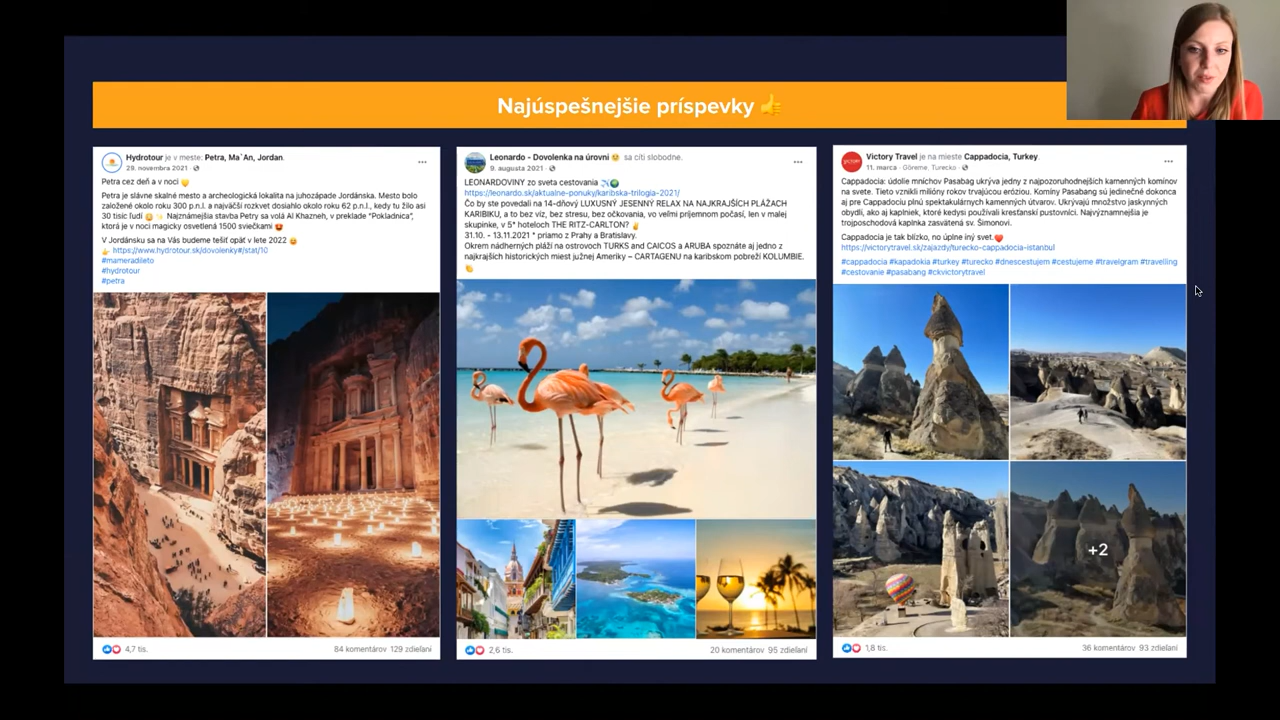 Najúspešnejšie príspevky 👍
Hydrotour je v meste: Petra, Ma`An, Jordan.
29. novembra 2021 ·
Petra cez deň a v noci
Petra je slávne skalné mesto a archeologická lokalita na juhozápade Jordánska. Mesto bolo
založené okolo roku 300 p.n.l. a najväčší rozkvet dosiahlo okolo roku 62 p.n.l., kedy tu žilo asi
30 tisíc ľudí ✨ Najznámejšia stavba Petry sa volá Al Khazneh, v preklade "Pokladnica",
ktorá je v noci magicky osvetlená 1500 sviečkami
V Jordánsku sa na Vás budeme tešiť opäť v lete 2022
👉 https://www.hydrotour.sk/dovolenky#/stat/10
#mameradileto
#hydrotour
#petra
4,7 tis.
84 komentárov 129 zdieľaní
Leonardo - Dovolenka na úrovni sa cíti slobodne.
9. augusta 2021 ·
LEONARDOVINY zo sveta cestovania ✈️🌍
https://leonardo.sk/aktualne-ponuky/karibska-trilogia-2021/
Čo by ste povedali na 14-dňový LUXUSNÝ JESENNÝ RELAX NA NAJKRAJŠÍCH PLÁŽACH
KARIBIKU, a to bez víz, bez stresu, bez očkovania, vo veľmi príjemnom počasí, len v malej
skupinke, v 5* hoteloch THE RITZ-CARLTON? ✌️
31.10. - 13.11.2021 * priamo z Prahy a Bratislavy.
Okrem nádherných pláží na ostrovoch TURKS and CAICOS a ARUBA spoznáte aj jedno z
najkrajších historických miest južnej Ameriky – CARTAGENU na karibskom pobreží KOLUMBIE.
👏
2,6 tis.
20 komentárov 95 zdieľaní
Victory Travel je na mieste Cappadocia, Turkey.
11. marca · Göreme, Turecko ·
Cappadocia: údolie mníchov Pasabag ukrýva jedny z najpozoruhodnejších kamenných komínov
na svete. Tieto vznikli milióny rokov trvajúcou eróziou. Komíny Pasabang sú jedinečné dokonca
aj pre Cappadociu plnú spektakulárnych kamenných útvarov. Ukrývajú množstvo jaskynných
obydlí, ako aj kaplniek, ktoré kedysi používali kresťanskí pustovníci. Najvýznamnejšia je
trojposchodová kaplnka zasvätená sv. Šimonovi.
Cappadocia je tak blízko, no úplne iný svet.❤️
https://victorytravel.sk/zajazdy/turecko-cappadocia-istanbul
#cappadocia #kapadokia #turkey #turecko #dnescestujem #cestujeme #travelgram #travelling
#cestovanie #pasabang #ckvictorytravel
+2
1,8 tis.
36 komentárov 93 zdieľaní